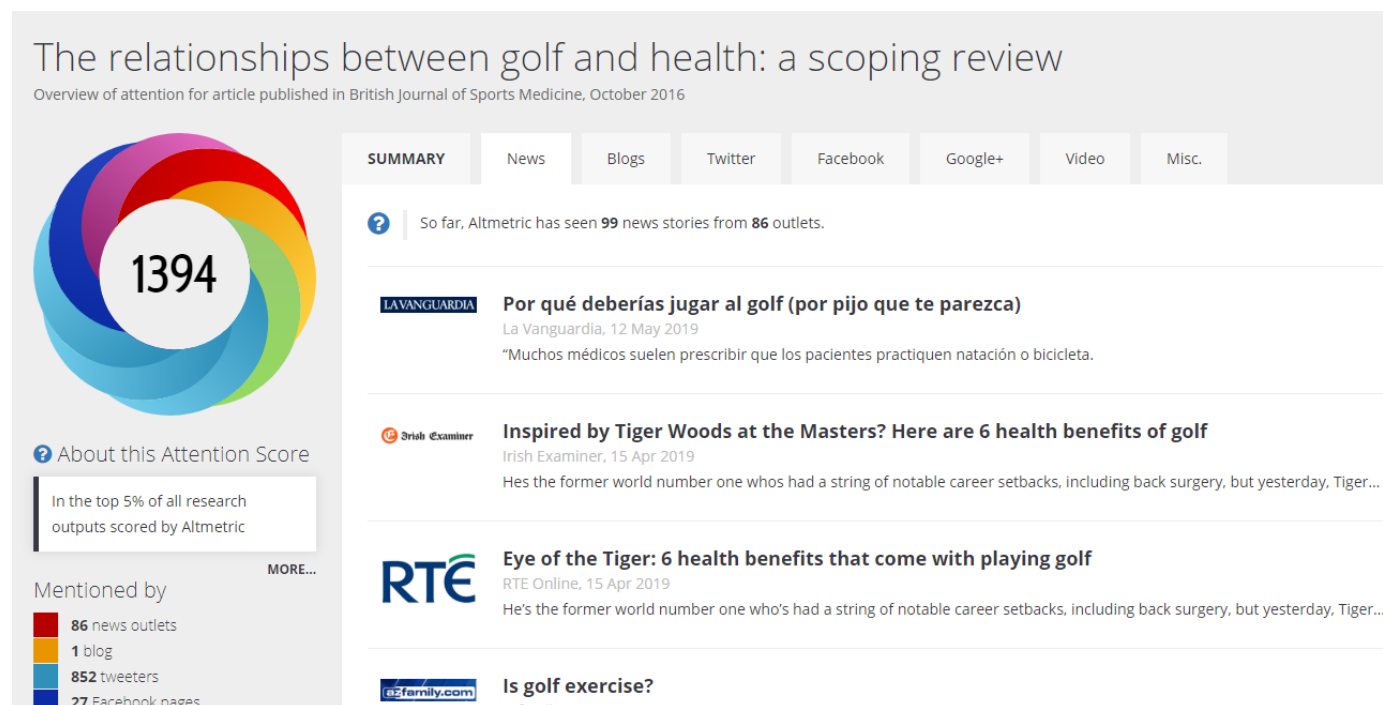 The relationships between golf and health: a scoping review
Overview of attention for article published in British Journal of Sports Medicine, October 2016
1394
SUMMARY News Blogs Twitter Facebook Google+ Video Misc.
? So far, Altmetric has seen 99 news stories from 86 outlets.
LAVANGUARDIA
Por qué deberías jugar al golf (por pijo que te parezca)
La Vanguardia, 12 May 2019
“Muchos médicos suelen prescribir que los pacientes practiquen natación o bicicleta.
Irish Examiner
Inspired by Tiger Woods at the Masters? Here are 6 health benefits of golf
Irish Examiner, 15 Apr 2019
Hes the former world number one whos had a string of notable career setbacks, including back surgery, but yesterday, Tiger...
RTÉ
Eye of the Tiger: 6 health benefits that come with playing golf
RTE Online, 15 Apr 2019
He’s the former world number one who’s had a string of notable career setbacks, including back surgery, but yesterday, Tiger...
azfamily.com
Is golf exercise?
? About this Attention Score
In the top 5% of all research
outputs scored by Altmetric
MORE...
Mentioned by
86 news outlets
1 blog
852 tweeters
27 Facebook pages